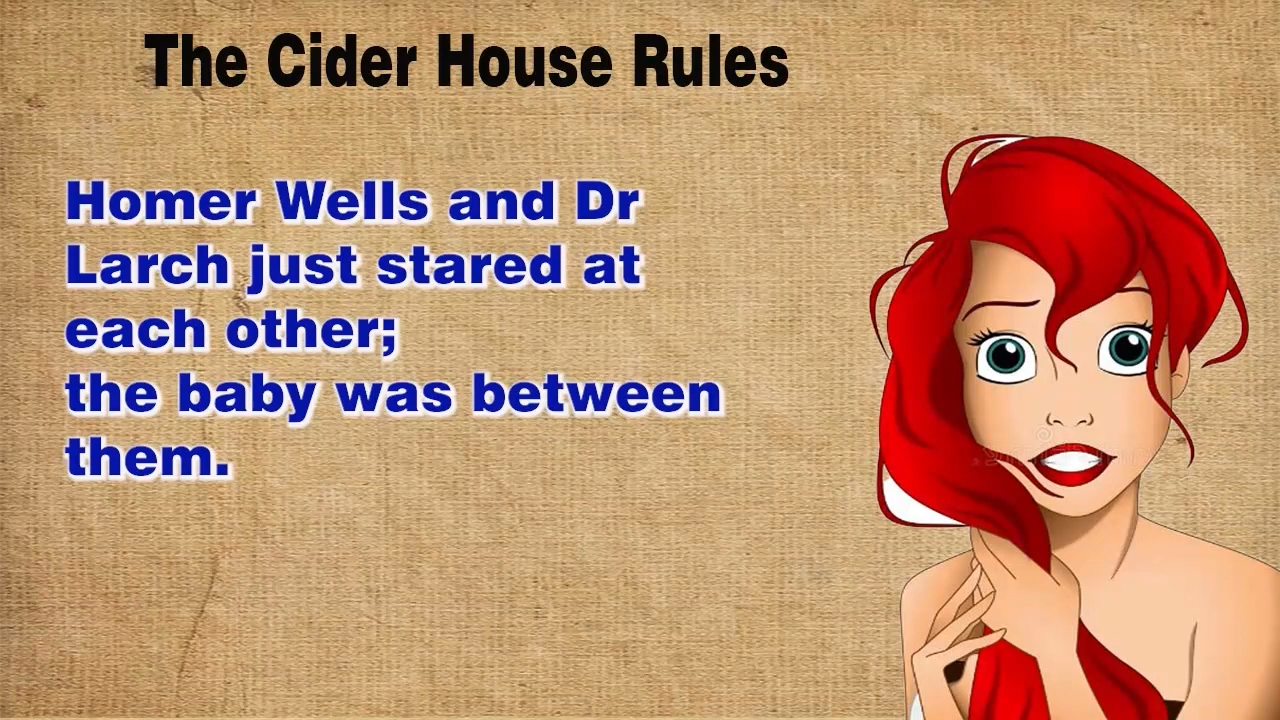 The Cider House Rules
Homer Wells and Dr
Larch just stared at
each other;
the baby was between
them.